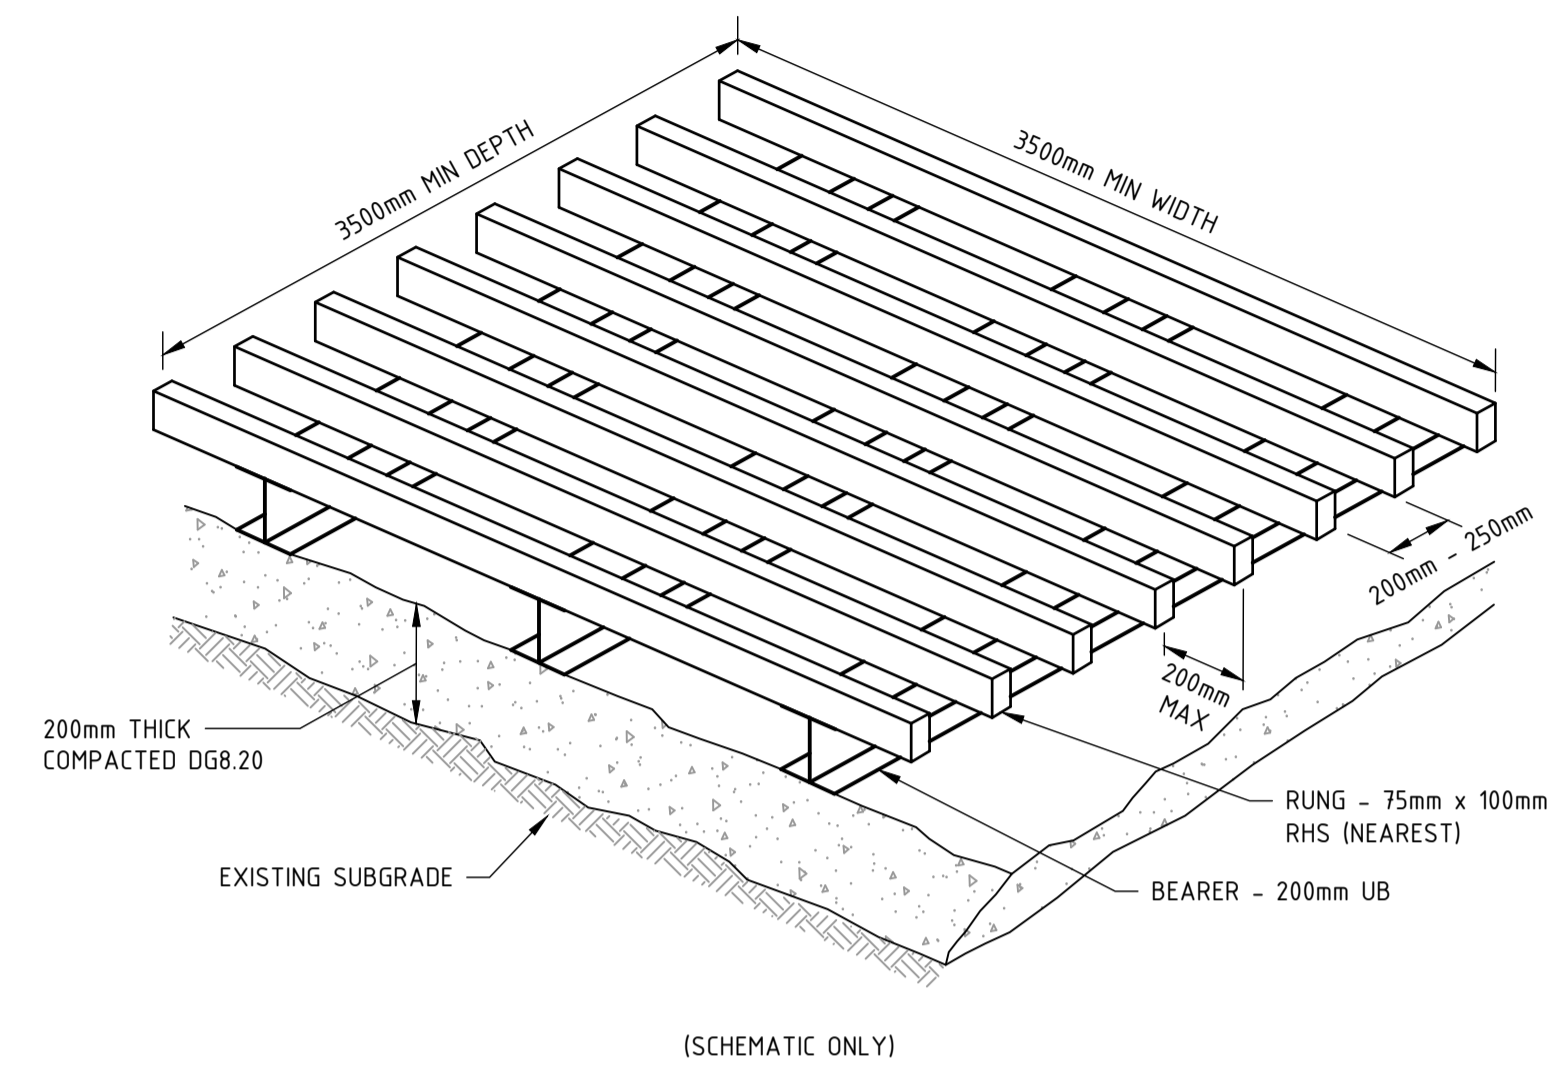 3500mm MIN DEPTH
3500mm MIN WIDTH
200mm - 250mm
200mm
MAX
200mm THICK
COMPACTED DG8.20
RUNG - 75mm x 100mm
RHS (NEAREST)
EXISTING SUBGRADE
BEARER - 200mm UB
(SCHEMATIC ONLY)